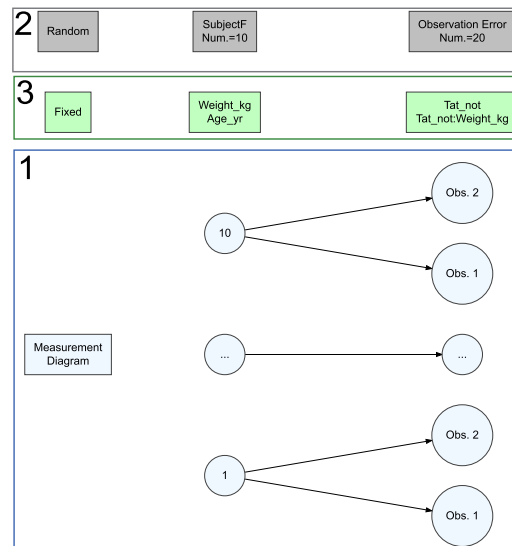 2
Random
SubjectF
Num.=10
Observation Error
Num.=20
3
Fixed
Weight_kg
Age_yr
Tat_not
Tat_not:Weight_kg
1
Obs. 2
10
Obs. 1
Measurement
Diagram
...
...
Obs. 2
1
Obs. 1